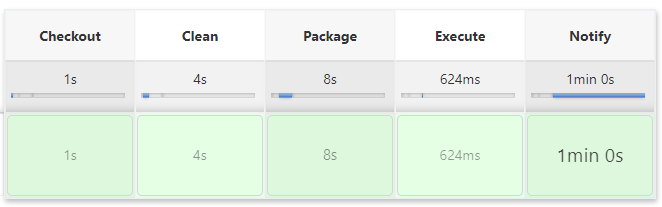 Checkout Clean Package Execute Notify
1s 4s 8s 624ms 1min 0s
1s 4s 8s 624ms 1min 0s